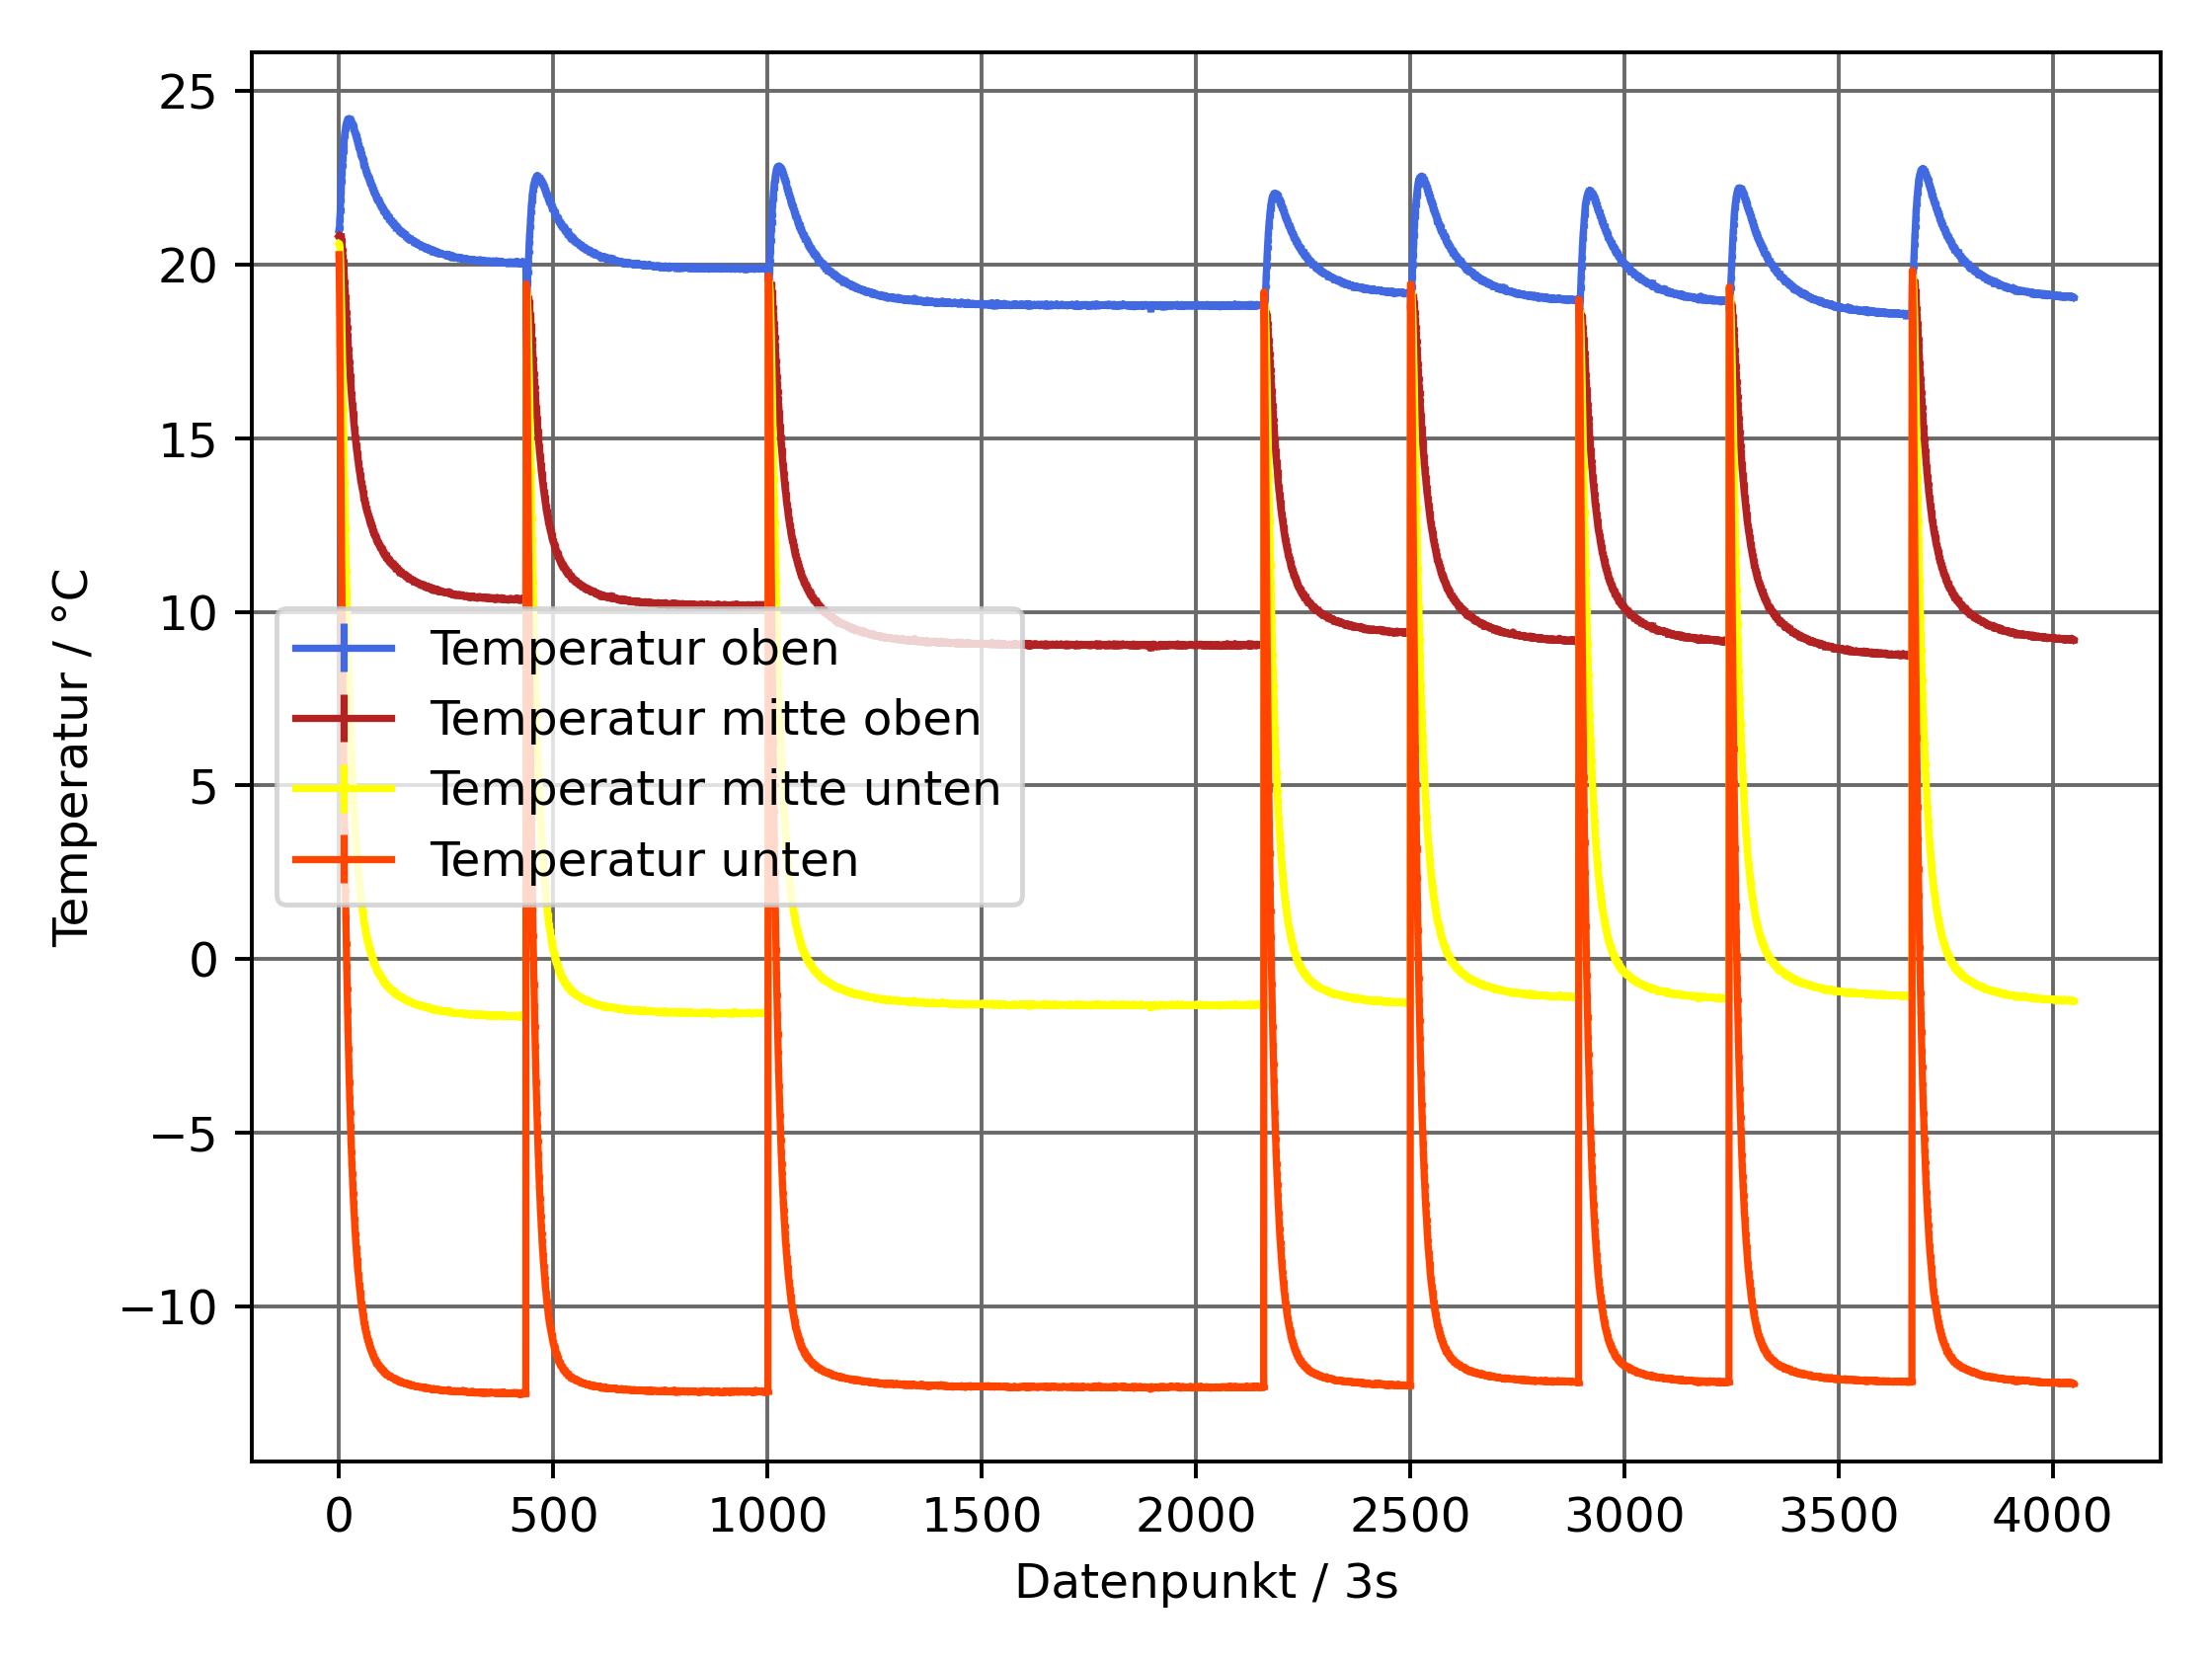 25
20
15
10
5
0
−5
−10
Temperatur / °C
Temperatur oben
Temperatur mitte oben
Temperatur mitte unten
Temperatur unten
0 500 1000 1500 2000 2500 3000 3500 4000
Datenpunkt / 3s